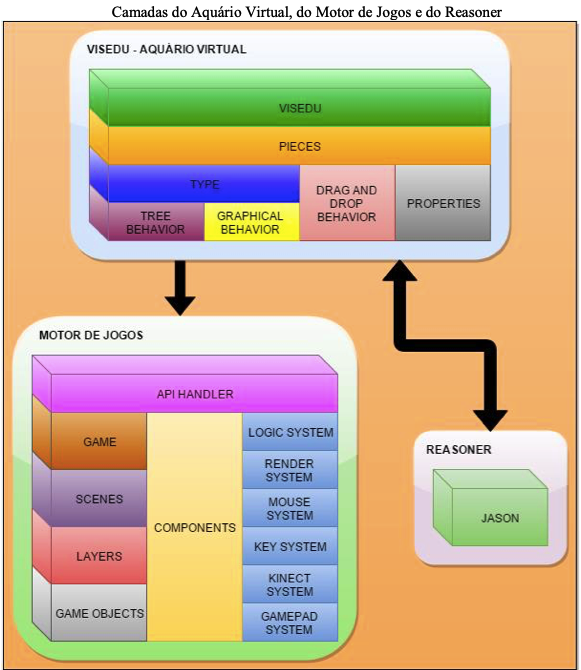 Camadas do Aquário Virtual, do Motor de Jogos e do Reasoner
VISEDU - AQUÁRIO VIRTUAL
VISEDU
PIECES
TYPE
TREE
BEHAVIOR
GRAPHICAL
BEHAVIOR
DRAG AND
DROP
BEHAVIOR
PROPERTIES
MOTOR DE JOGOS
API HANDLER
GAME
SCENES
LAYERS
GAME OBJECTS
COMPONENTS
LOGIC SYSTEM
RENDER
SYSTEM
MOUSE
SYSTEM
KEY SYSTEM
KINECT
SYSTEM
GAMEPAD
SYSTEM
REASONER
JASON